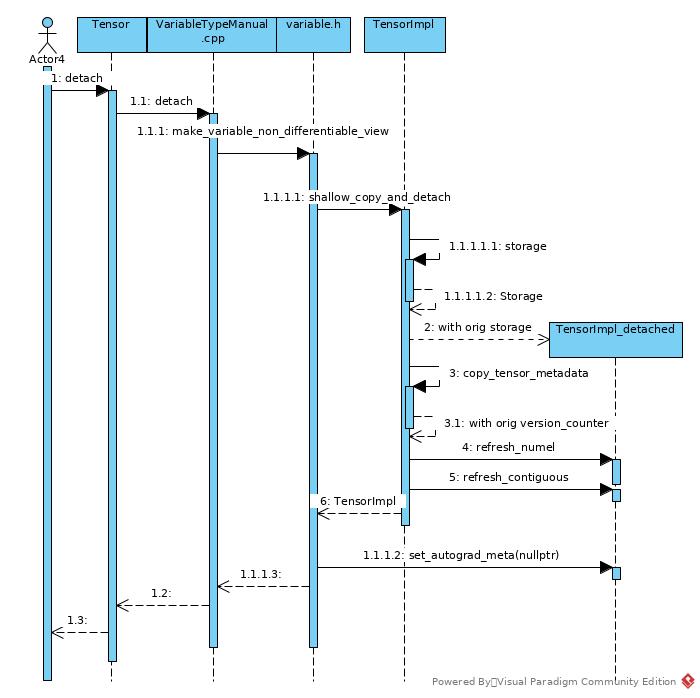 Tensor
VariableTypeManual
.cpp
variable.h
TensorImpl
Actor4
1: detach
1.1: detach
1.1.1: make_variable_non_differentiable_view
1.1.1.1: shallow_copy_and_detach
1.1.1.1.1: storage
1.1.1.1.2: Storage
2: with orig storage
TensorImpl_detached
3: copy_tensor_metadata
3.1: with orig version_counter
4: refresh_numel
5: refresh_contiguous
6: TensorImpl
1.1.1.2: set_autograd_meta(nullptr)
1.1.1.3:
1.2:
1.3:
Powered By Visual Paradigm Community Edition